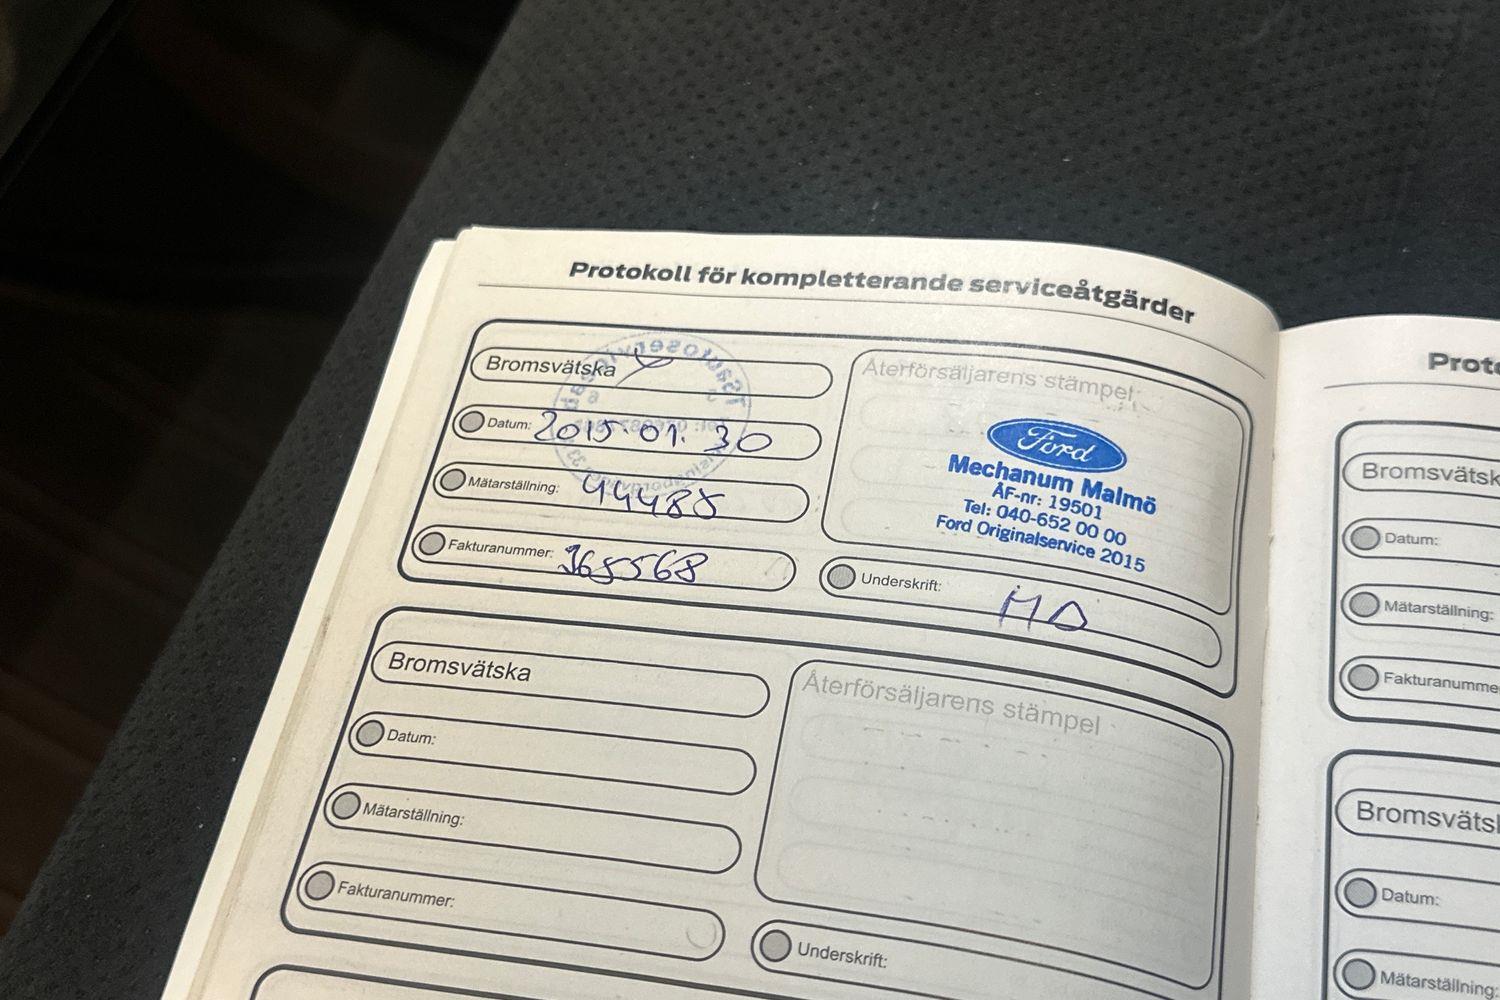 Protokoll för kompletterande serviceåtgärder
Bromsvätska
Datum: 2015.01.30
Mätarställning: 44485
Fakturanummer: 368568
Återförsäljarens stämpel:
Ford
Mechanum Malmö
ÅF-nr: 19501
Tel: 040-652 00 00
Ford Originalservice 2015
Underskrift: MD
Bromsvätska
Datum:
Mätarställning:
Fakturanummer:
Återförsäljarens stämpel
Underskrift:
Proto
Bromsvätsk
Datum:
Mätarställning:
Fakturanumme
Bromsvätsk
Datum:
Mätarställning: